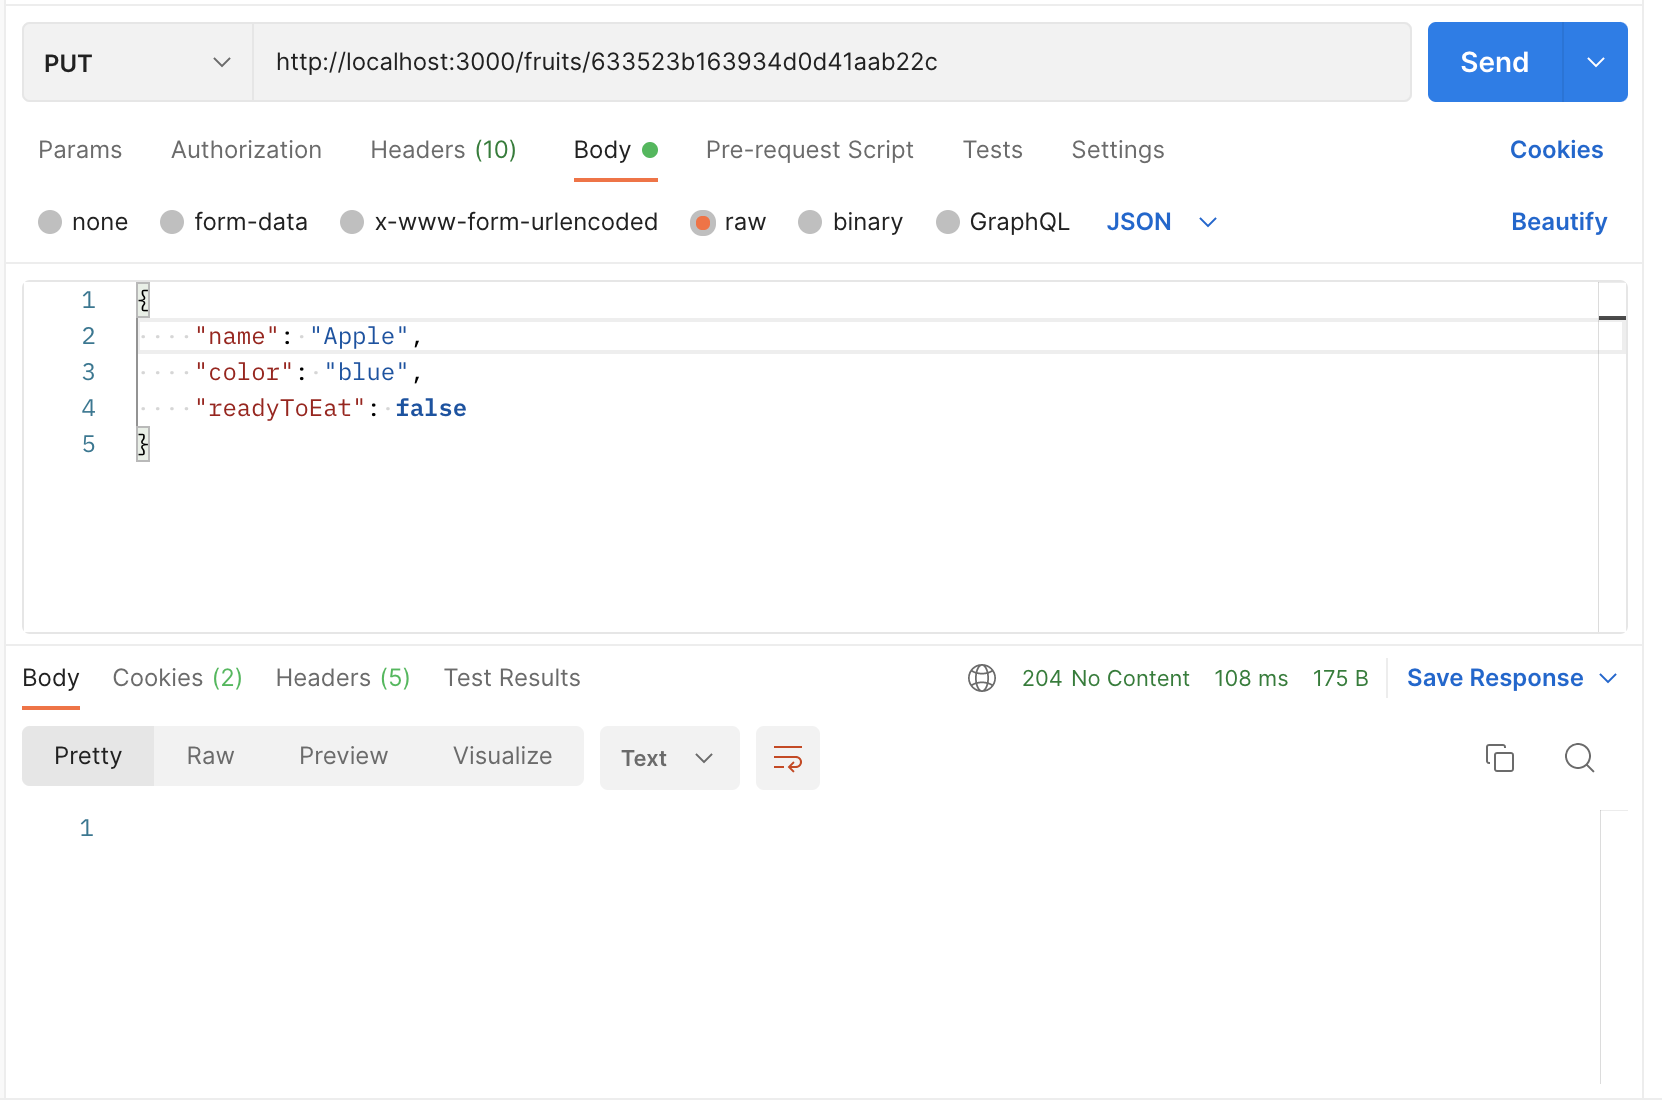 PUT http://localhost:3000/fruits/633523b163934d0d41aab22c Send
Params Authorization Headers (10) Body Pre-request Script Tests Settings Cookies
none form-data x-www-form-urlencoded raw binary GraphQL JSON Beautify
1 {
2 "name": "Apple",
3 "color": "blue",
4 "readyToEat": false
5 }
Body Cookies (2) Headers (5) Test Results 204 No Content 108 ms 175 B Save Response
Pretty Raw Preview Visualize Text
1